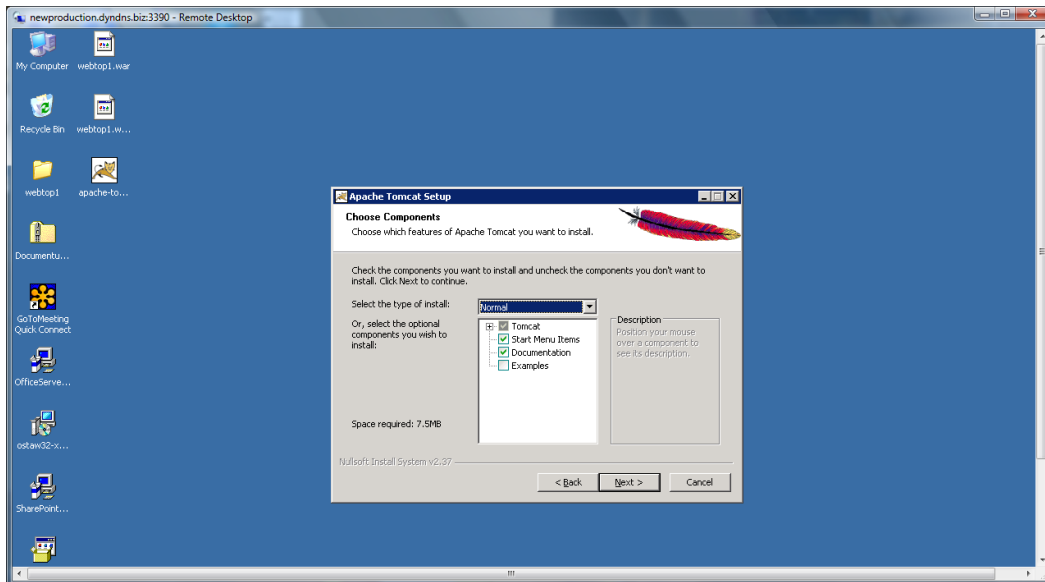 newproduction.dyndns.biz:3390 - Remote Desktop
My Computer
webtop1.war
Recycle Bin
webtop1.w...
webtop1
apache-to...
Documentu...
GoToMeeting
Quick Connect
OfficeServe...
ostaw32-x...
SharePoint...
Apache Tomcat Setup
Choose Components
Choose which features of Apache Tomcat you want to install.
Check the components you want to install and uncheck the components you don't want to
install. Click Next to continue.
Select the type of install:
Normal
Or, select the optional
components you wish to
install:
Tomcat
Start Menu Items
Documentation
Examples
Description
Position your mouse
over a component to
see its description.
Space required: 7.5MB
Nullsoft Install System v2.37
< Back
Next >
Cancel